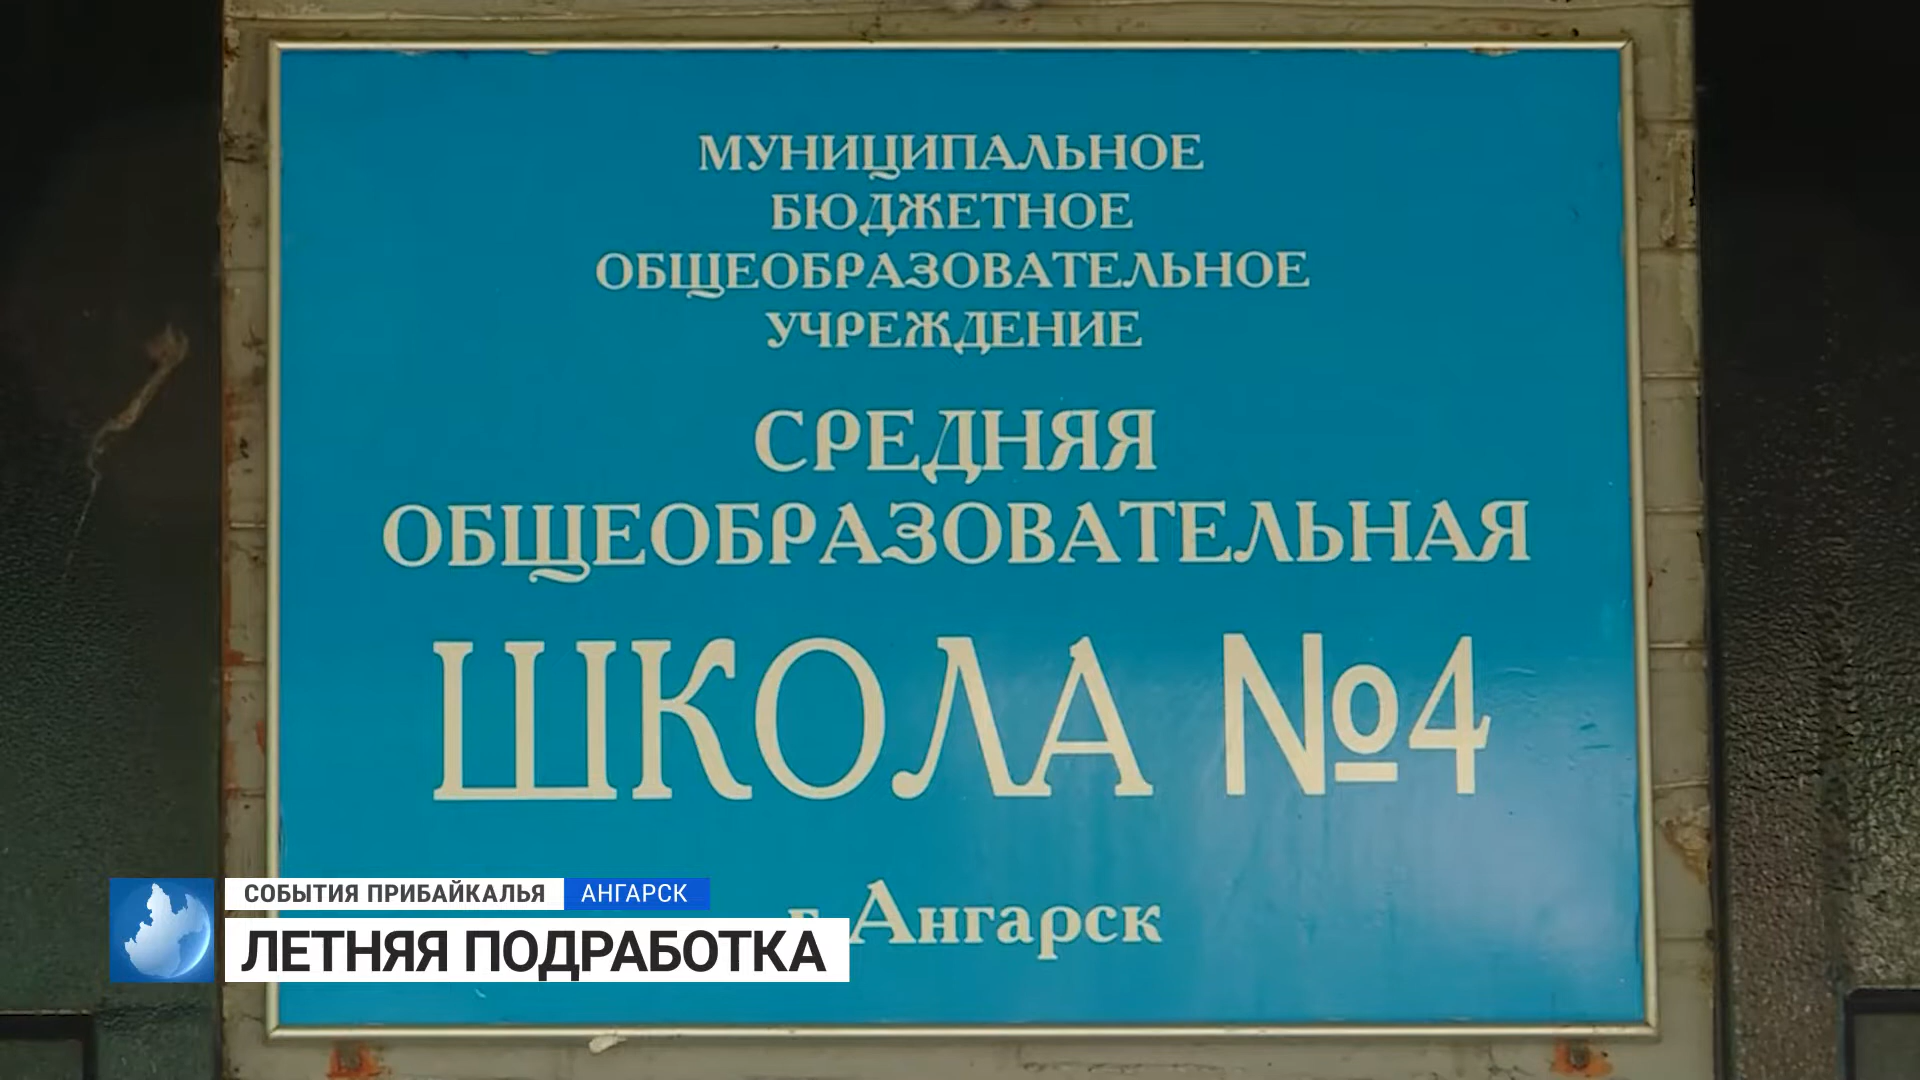 МУНИЦИПАЛЬНОЕ
БЮДЖЕТНОЕ
ОБЩЕОБРАЗОВАТЕЛЬНОЕ
УЧРЕЖДЕНИЕ
СРЕДНЯЯ
ОБЩЕОБРАЗОВАТЕЛЬНАЯ
ШКОЛА №4
г. Ангарск
СОБЫТИЯ ПРИБАЙКАЛЬЯ АНГАРСК
ЛЕТНЯЯ ПОДРАБОТКА